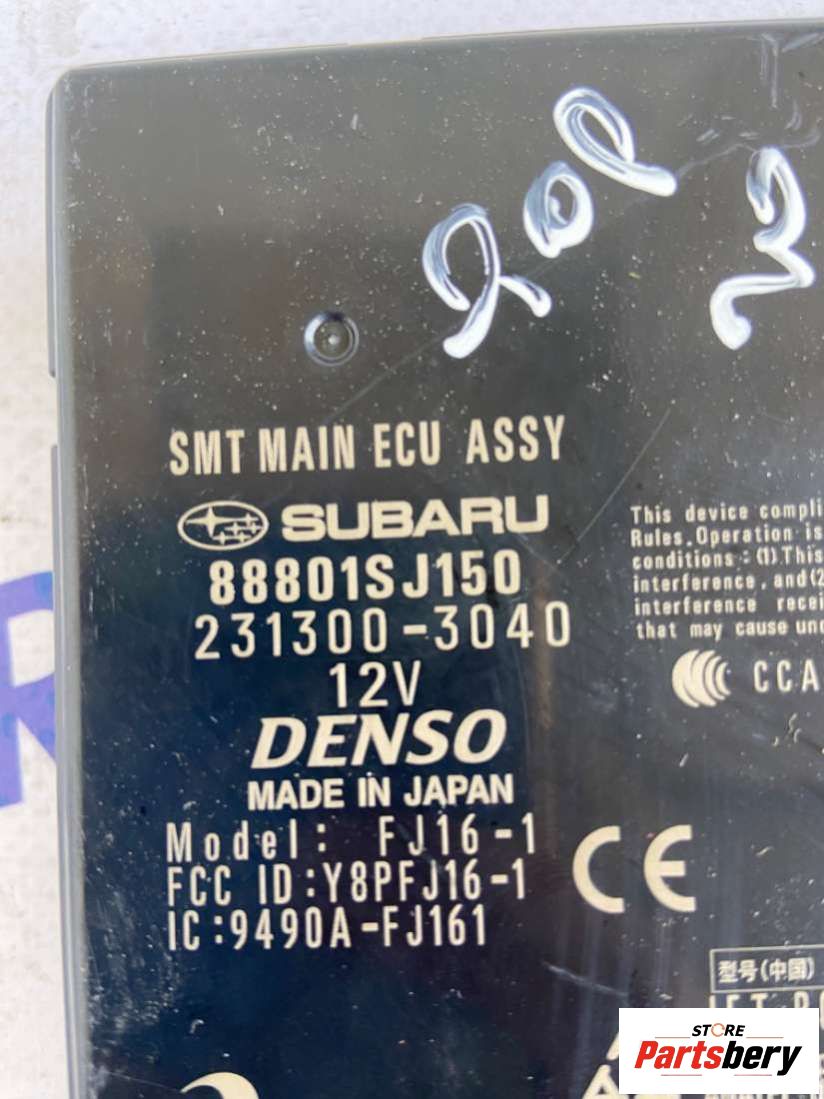 SMT MAIN ECU ASSY
SUBARU
88801SJ150
231300-3040
12V
DENSO
MADE IN JAPAN
Model: FJ16-1
FCC ID:Y8PFJ16-1
IC:9490A-FJ161
This device compli
Rules.Operation is
conditions:(1)This
interference,and(2
interference recei
that may cause und
CCA
CE
型号(中国)
STORE
Partsbery